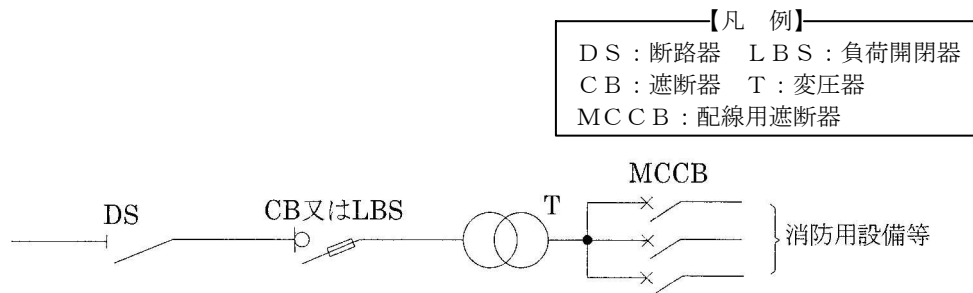 【凡　例】
ＤＳ：断路器　ＬＢＳ：負荷開閉器
ＣＢ：遮断器　Ｔ：変圧器
ＭＣＣＢ：配線用遮断器
MCCB
DS
CB又はLBS
T
消防用設備等